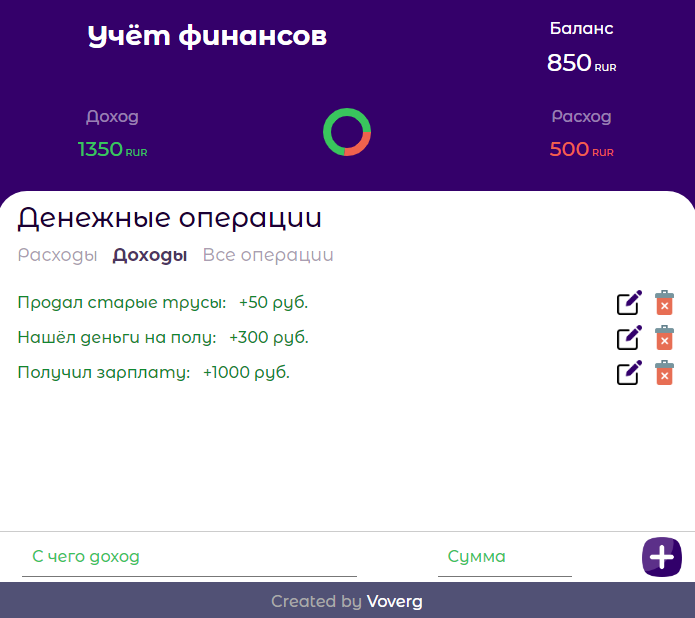 Учёт финансов
Баланс
850 RUR
Доход
1350 RUR
Расход
500 RUR
Денежные операции
Расходы Доходы Все операции
Продал старые трусы: +50 руб.
Нашёл деньги на полу: +300 руб.
Получил зарплату: +1000 руб.
С чего доход Сумма
Created by Voverg